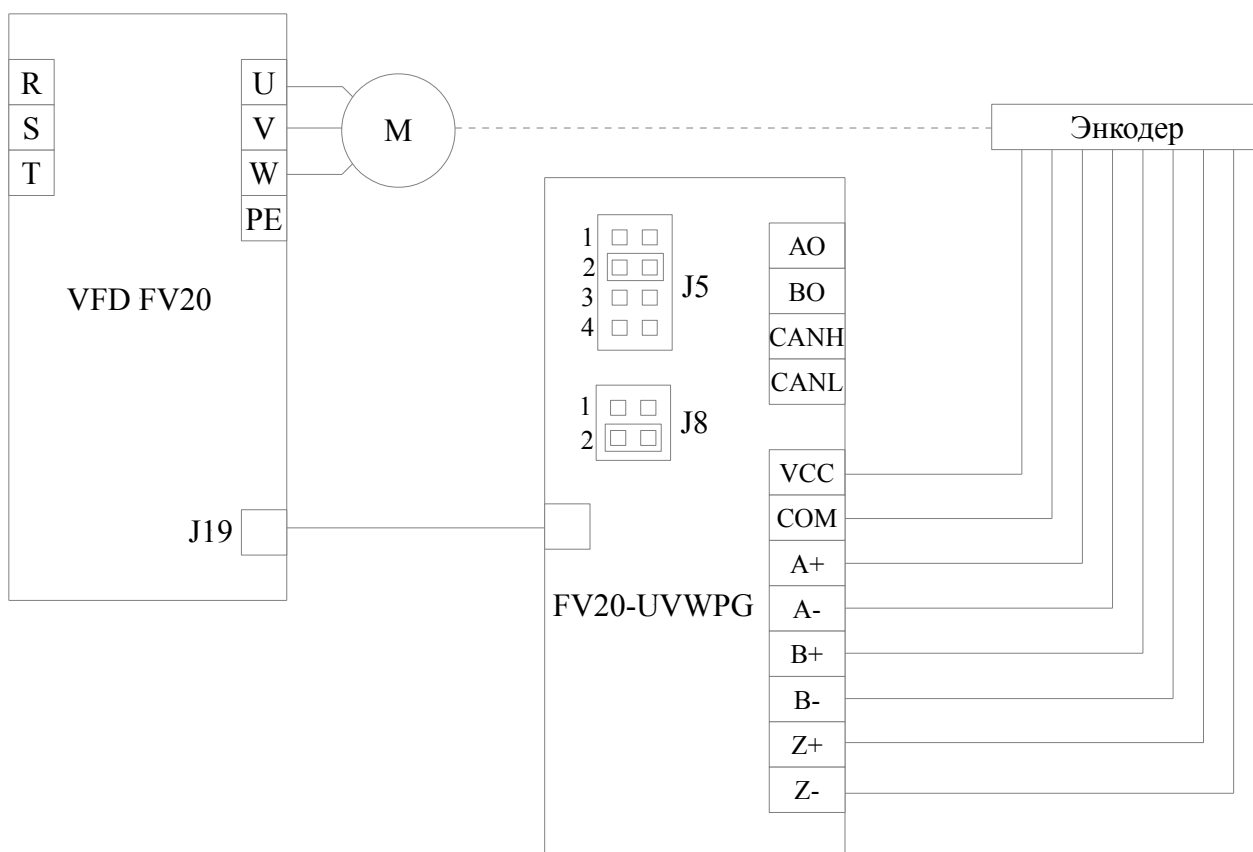 R
S
T
U
V
W
PE
M
Энкодер
VFD FV20
J19
1
2
3
4
J5
1
2
J8
AO
BO
CANH
CANL
VCC
COM
A+
A-
B+
B-
Z+
Z-
FV20-UVWPG